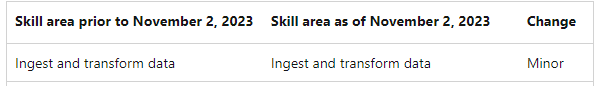 Skill area prior to November 2, 2023 Skill area as of November 2, 2023 Change
Ingest and transform data Ingest and transform data Minor